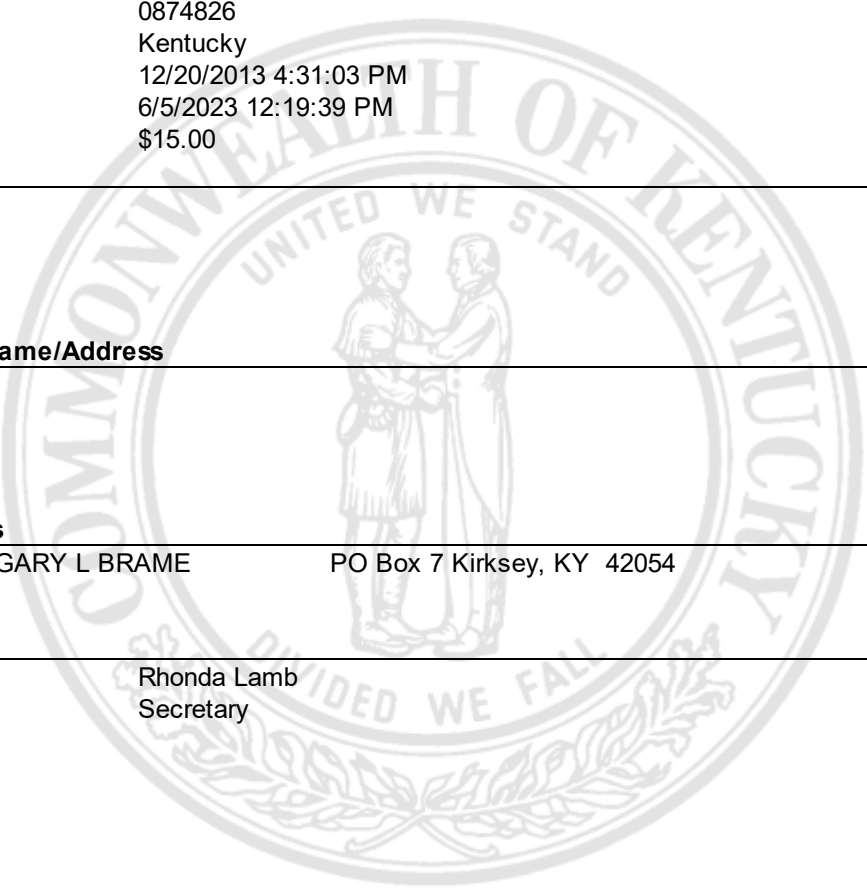 0874826
Kentucky
12/20/2013 4:31:03 PM
6/5/2023 12:19:39 PM
$15.00
COMMONWEALTH OF KENTUCKY
UNITED WE STAND
ame/Address
s
GARY L BRAME PO Box 7 Kirksey, KY 42054
Rhonda Lamb
Secretary
DIVIDED WE FALL